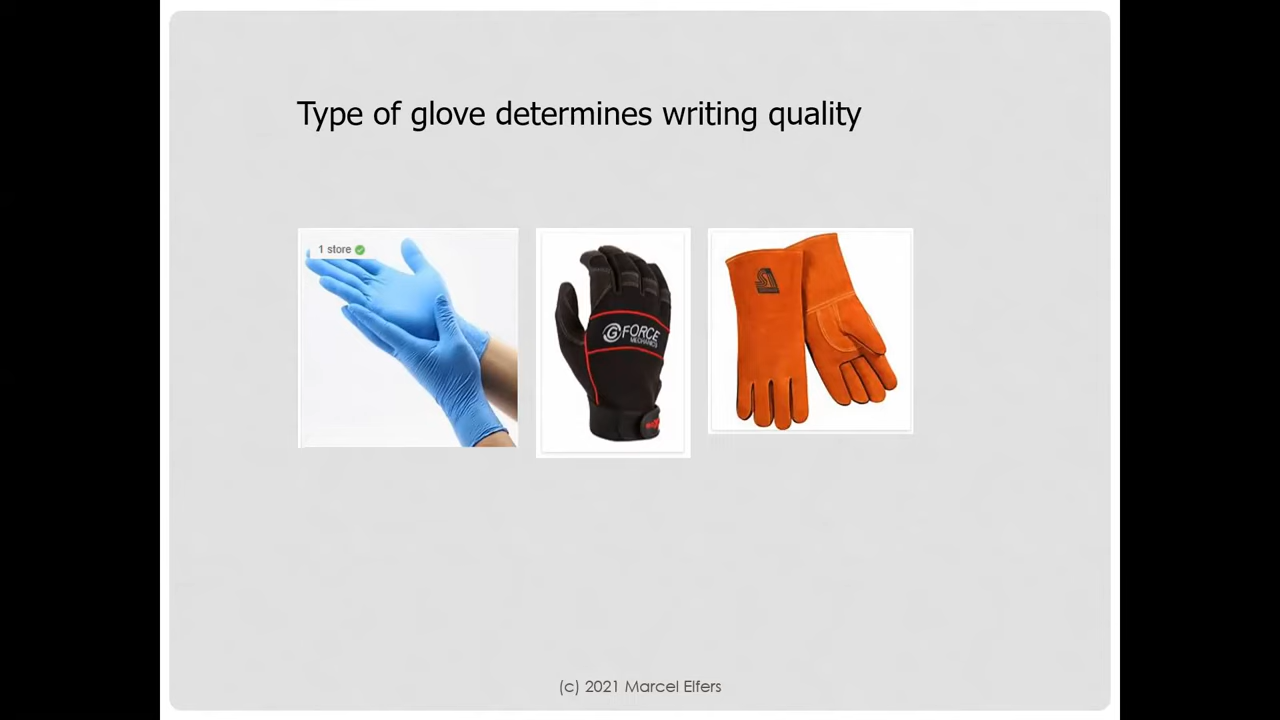 Type of glove determines writing quality
1 store
G FORCE
MECHANICS
(c) 2021 Marcel Elfers